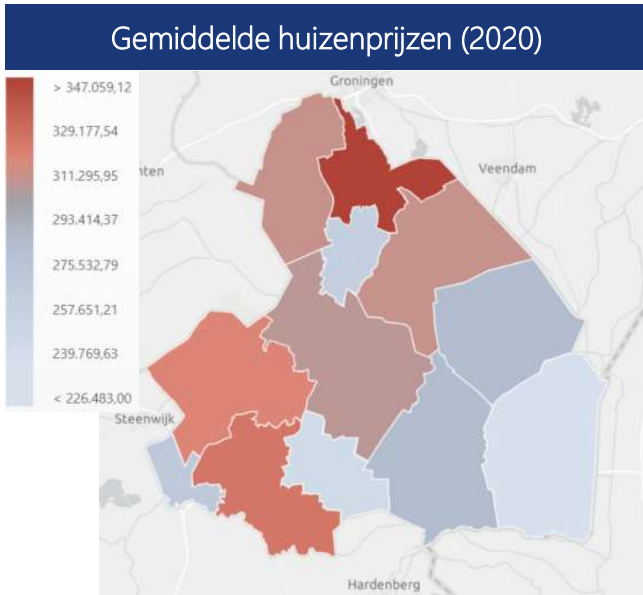 Gemiddelde huizenprijzen (2020)
> 347.059,12
329.177,54
311.295,95
293.414,37
275.532,79
257.651,21
239.769,63
< 226.483,00
Groningen
Veendam
nten
Steenwijk
Hardenberg